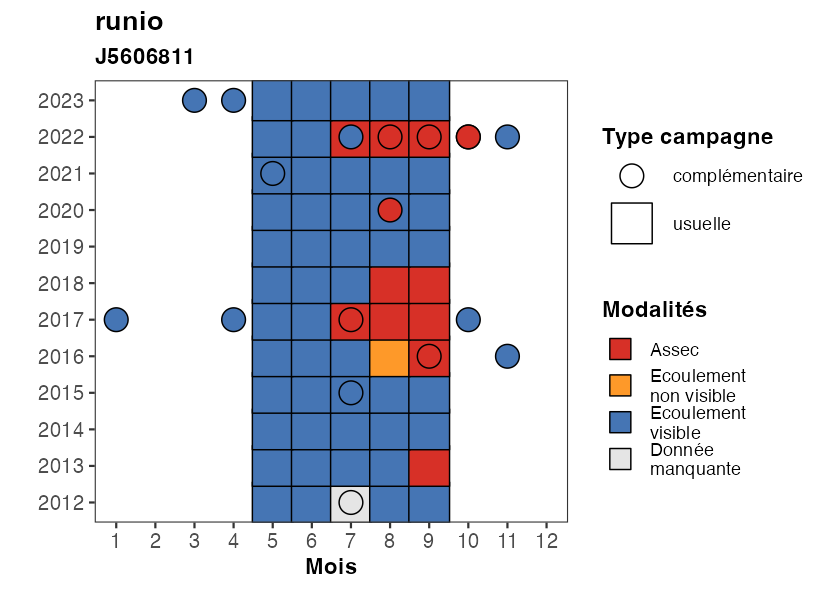 runio
J5606811
2023
2022
2021
2020
2019
2018
2017
2016
2015
2014
2013
2012
1 2 3 4 5 6 7 8 9 10 11 12
Mois
Type campagne
complémentaire
usuelle
Modalités
Assec
Ecoulement
non visible
Ecoulement
visible
Donnée
manquante